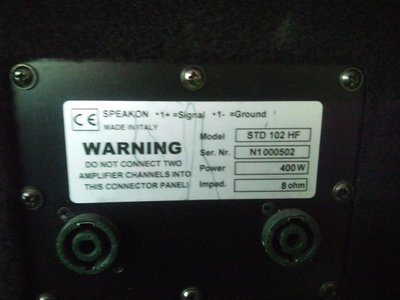 CE SPEAKON *1+ =Signal *1- =Ground
MADE IN ITALY
WARNING
DO NOT CONNECT TWO
AMPLIFIER CHANNELS INTO
THIS CONNECTOR PANEL!
Model STD 102 HF
Ser. Nr. N1000502
Power 400 W
Imped. 8 ohm